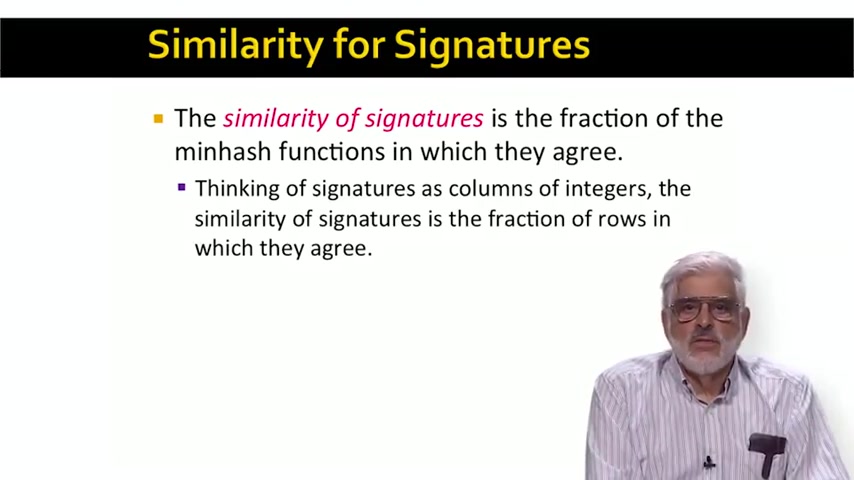 Similarity for Signatures
The similarity of signatures is the fraction of the
minhash functions in which they agree.
Thinking of signatures as columns of integers, the
similarity of signatures is the fraction of rows in
which they agree.